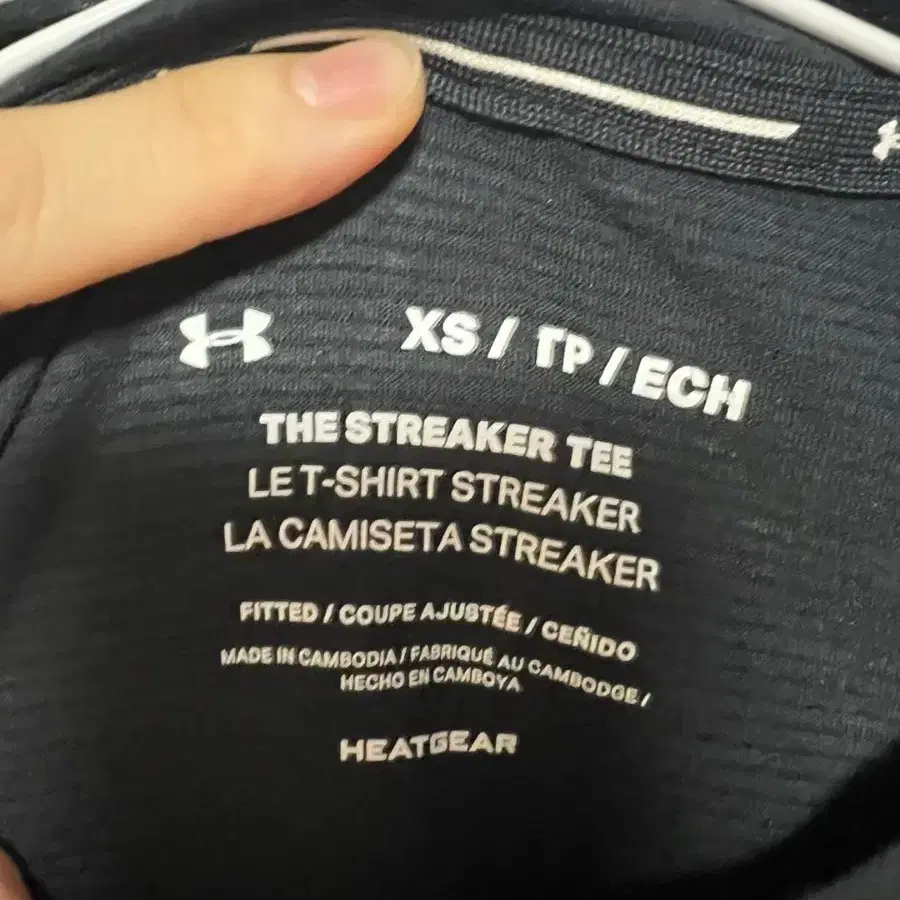 XS / TP / ECH
THE STREAKER TEE
LE T-SHIRT STREAKER
LA CAMISETA STREAKER
FITTED / COUPE AJUSTÉE / CEÑIDO
MADE IN CAMBODIA / FABRIQUÉ AU CAMBODGE /
HECHO EN CAMBOYA
HEATGEAR